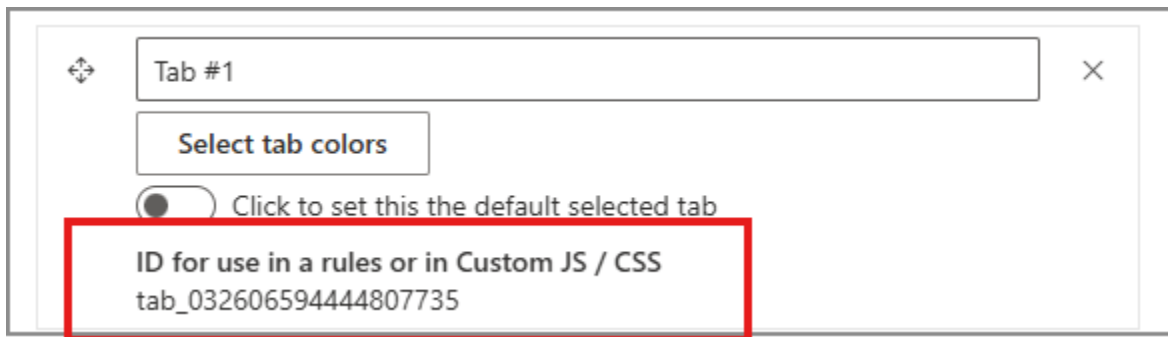 Tab #1
Select tab colors
Click to set this the default selected tab
ID for use in a rules or in Custom JS / CSS
tab_032606594444807735